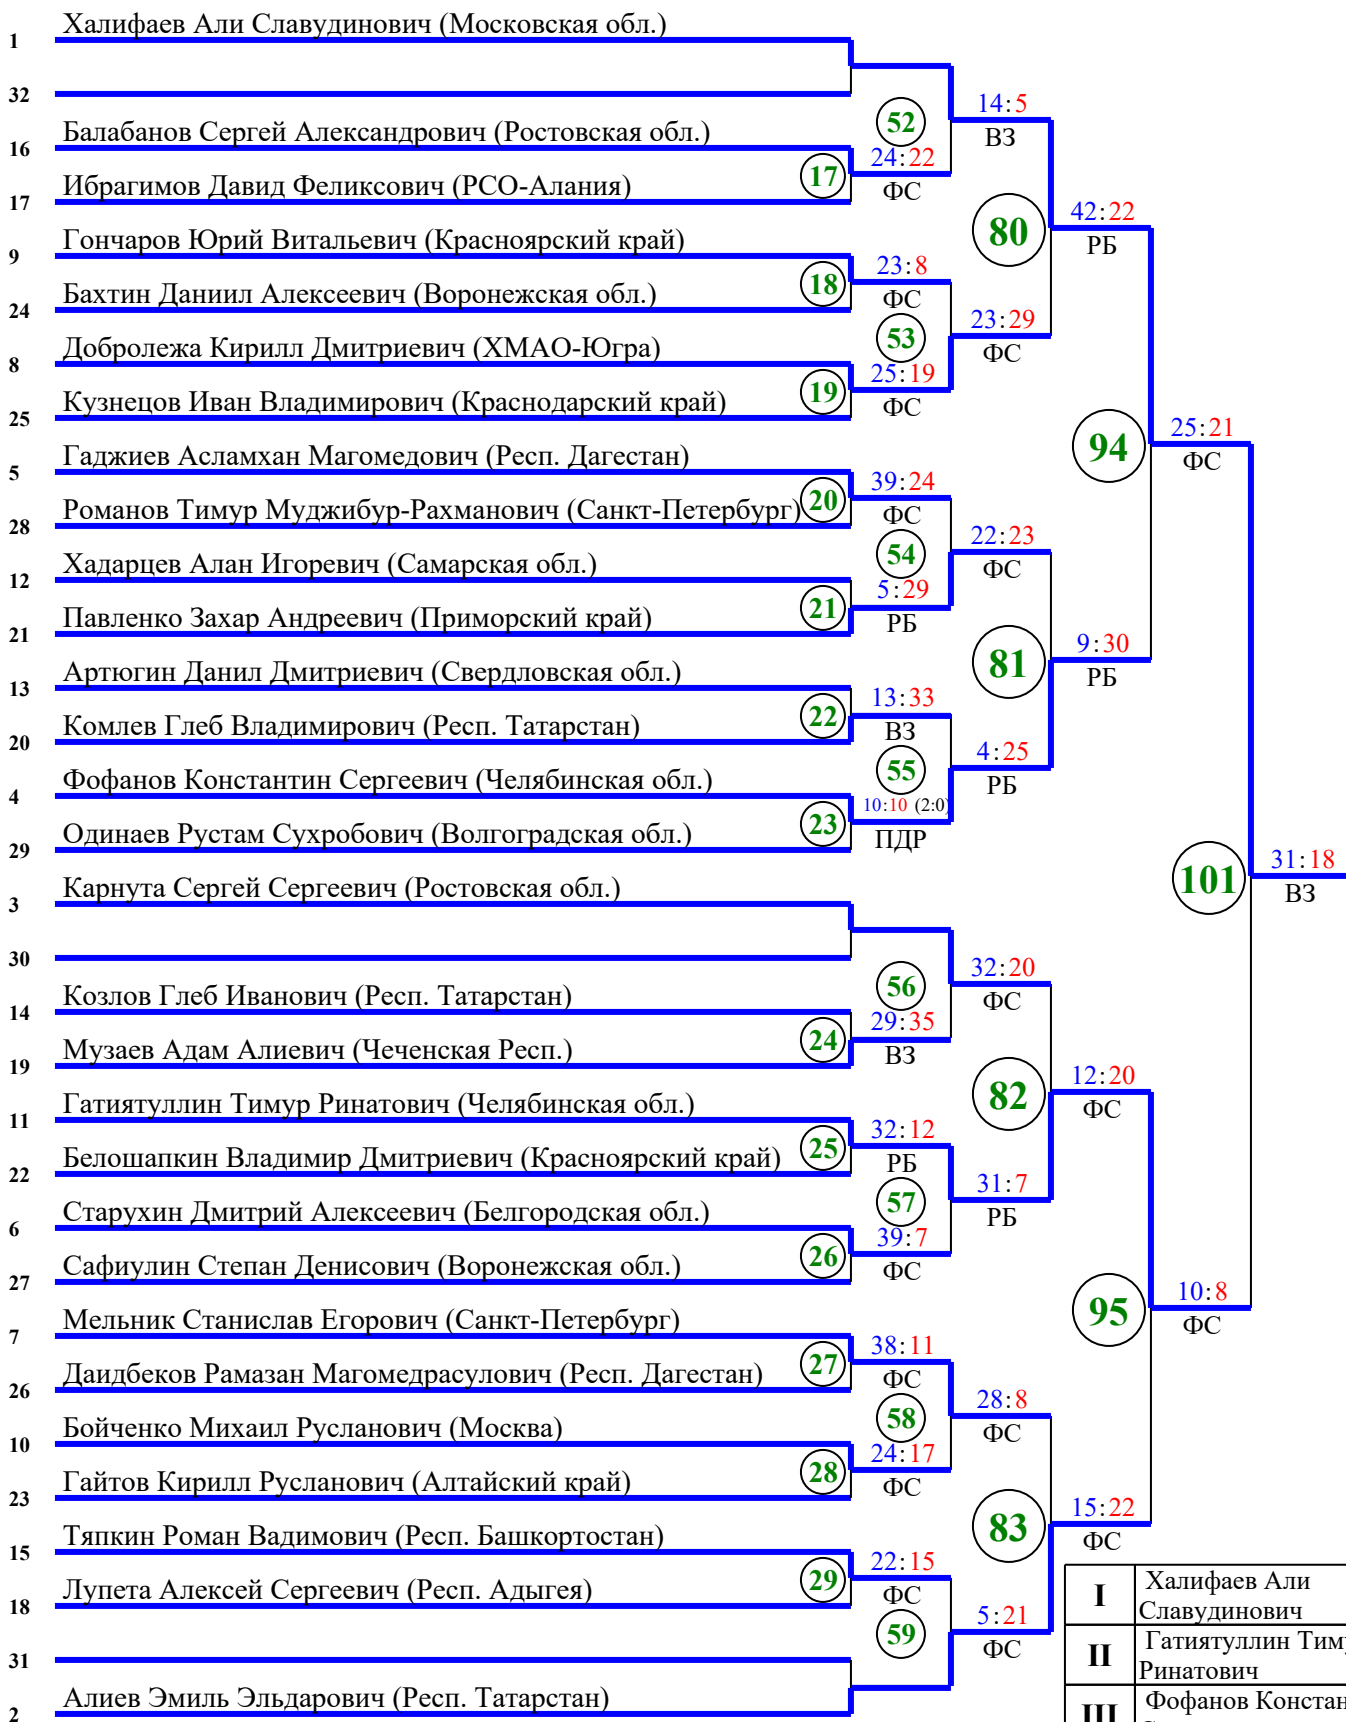 Халифаев Али Славудинович (Московская обл.)
1
32
14:5
52
ВЗ
Балабанов Сергей Александрович (Ростовская обл.)
16
24:22
17
ФС
Ибрагимов Давид Феликсович (РСО-Алания)
17
42:22
80
РБ
Гончаров Юрий Витальевич (Красноярский край)
9
23:8
18
ФС
Бахтин Даниил Алексеевич (Воронежская обл.)
24
23:29
53
ФС
Добролежа Кирилл Дмитриевич (ХМАО-Югра)
8
25:19
19
ФС
Кузнецов Иван Владимирович (Краснодарский край)
25
25:21
94
ФС
Гаджиев Асламхан Магомедович (Респ. Дагестан)
5
39:24
20
ФС
Романов Тимур Муджибур-Рахманович (Санкт-Петербург)
28
22:23
54
ФС
Хадарцев Алан Игоревич (Самарская обл.)
12
5:29
21
РБ
Павленко Захар Андреевич (Приморский край)
21
9:30
81
РБ
Артюгин Данил Дмитриевич (Свердловская обл.)
13
13:33
22
ВЗ
Комлев Глеб Владимирович (Респ. Татарстан)
20
4:25
55
РБ
Фофанов Константин Сергеевич (Челябинская обл.)
4
10:10 (2:0)
23
ПДР
Одинаев Рустам Сухробович (Волгоградская обл.)
29
31:18
101
ВЗ
Карнута Сергей Сергеевич (Ростовская обл.)
3
30
32:20
56
ФС
Козлов Глеб Иванович (Респ. Татарстан)
14
29:35
24
ВЗ
Музаев Адам Алиевич (Чеченская Респ.)
19
12:20
82
ФС
Гатиятуллин Тимур Ринатович (Челябинская обл.)
11
32:12
25
РБ
Белошапкин Владимир Дмитриевич (Красноярский край)
22
31:7
57
РБ
Старухин Дмитрий Алексеевич (Белгородская обл.)
6
39:7
26
ФС
Сафиулин Степан Денисович (Воронежская обл.)
27
10:8
95
ФС
Мельник Станислав Егорович (Санкт-Петербург)
7
38:11
27
ФС
Даидбеков Рамазан Магомедрасулович (Респ. Дагестан)
26
28:8
58
ФС
Бойченко Михаил Русланович (Москва)
10
24:17
28
ФС
Гайтов Кирилл Русланович (Алтайский край)
23
15:22
83
ФС
Тяпкин Роман Вадимович (Респ. Башкортостан)
15
22:15
29
ФС
Лупета Алексей Сергеевич (Респ. Адыгея)
18
5:21
59
ФС
31
Алиев Эмиль Эльдарович (Респ. Татарстан)
2
I
Халифаев Али
Славудинович
II
Гатиятуллин Тиму
Ринатович
III
Фофанов Констан